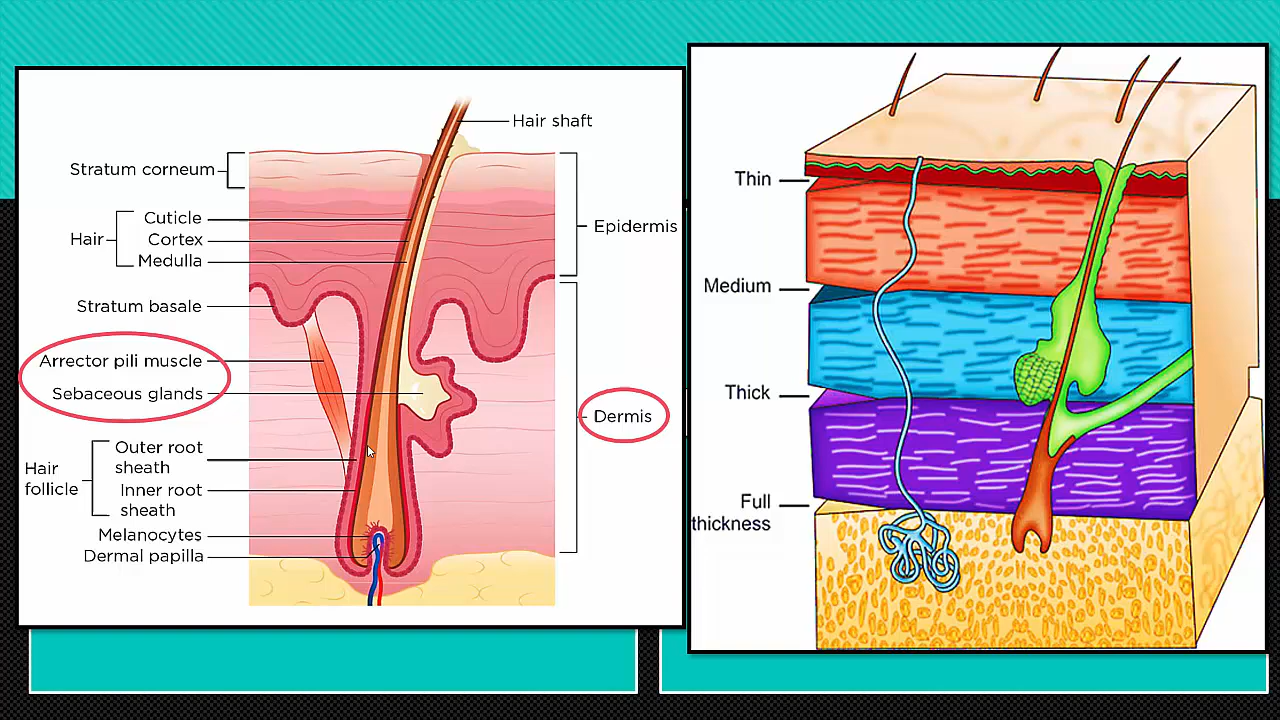 Hair shaft
Stratum corneum
Cuticle
Hair
Cortex
Medulla
Epidermis
Stratum basale
Arrector pili muscle
Sebaceous glands
Dermis
Outer root
sheath
Hair
follicle
Inner root
sheath
Melanocytes
Dermal papilla
Thin
Medium
Thick
Full
thickness